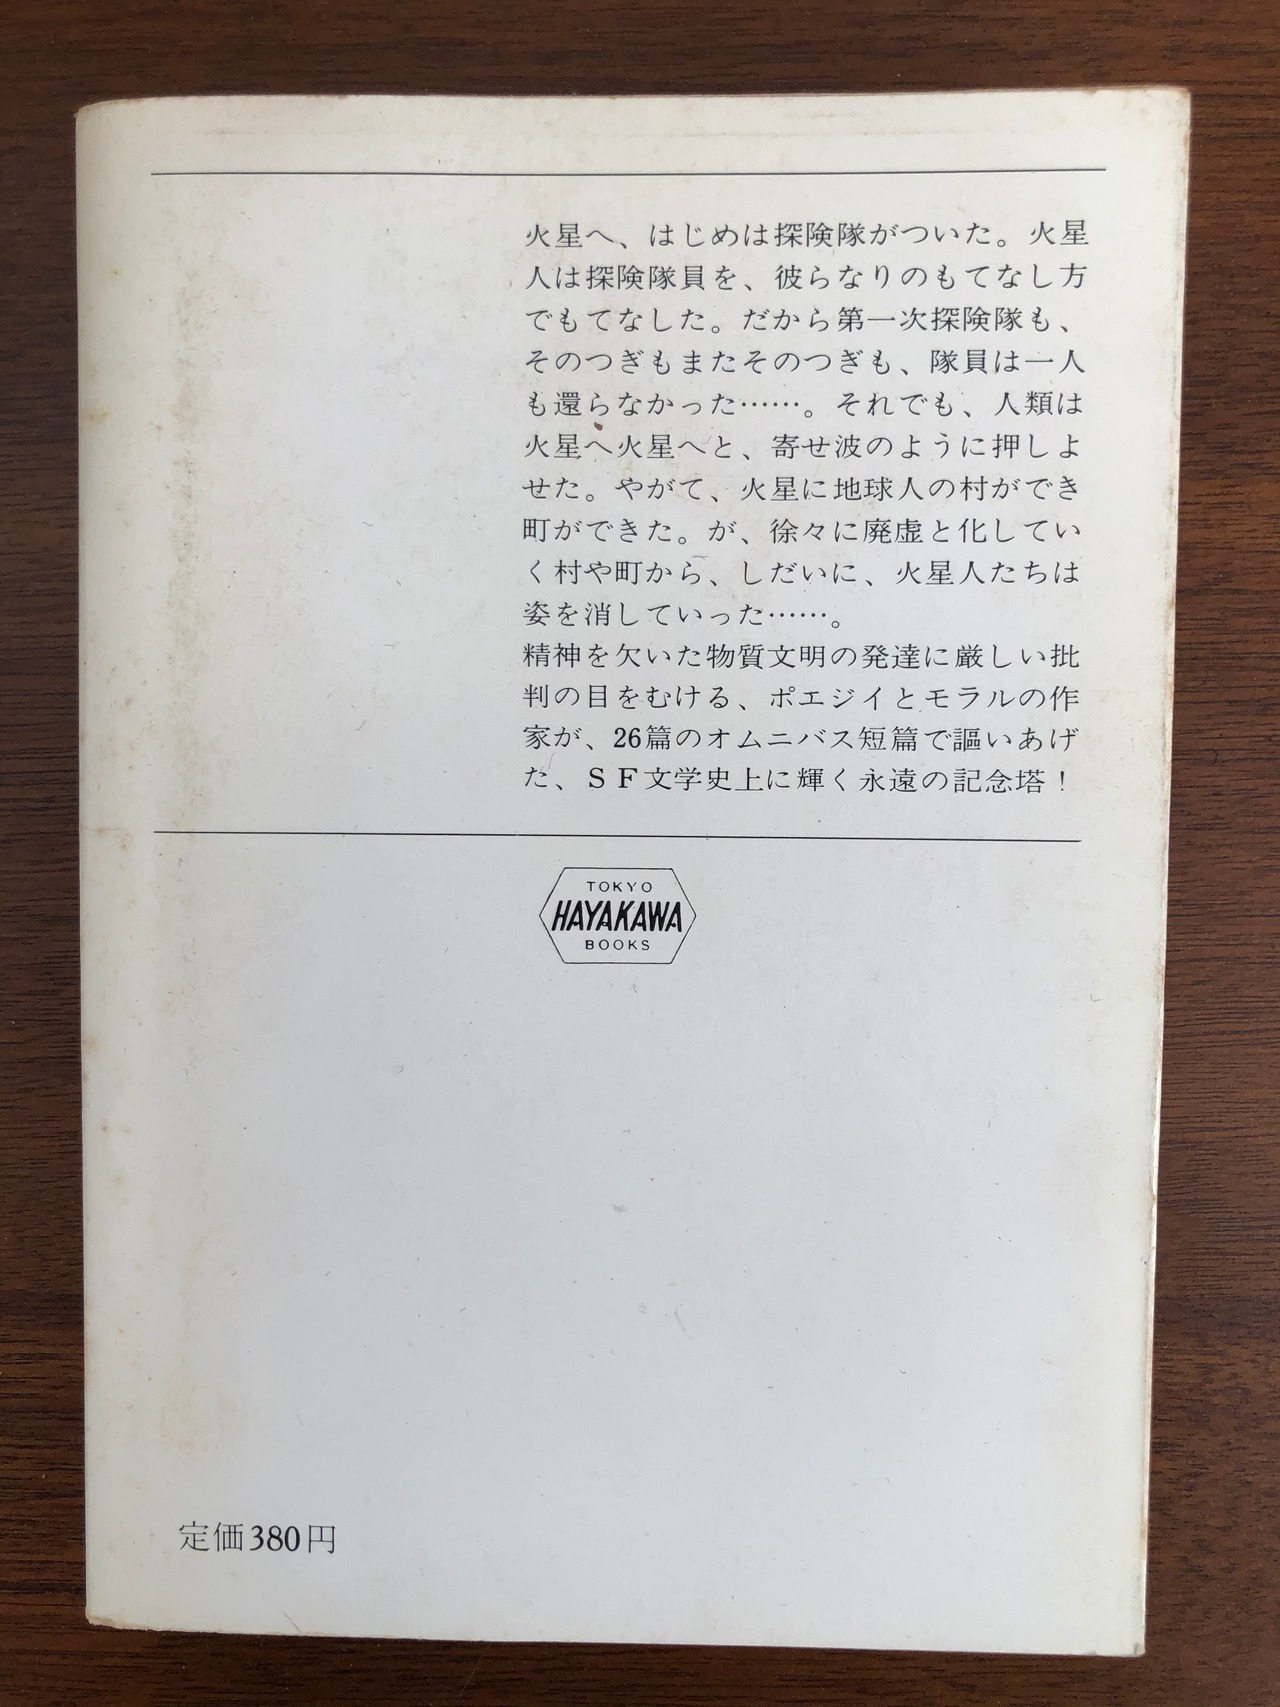 火星へ、はじめは探険隊がついた。火星
人は探険隊員を、彼らなりのもてなし方
でもてなした。だから第一次探険隊も、
そのつぎもまたそのつぎも、隊員は一人
も還らなかった……。それでも、人類は
火星へ火星へと、寄せ波のように押しよ
せた。やがて、火星に地球人の村ができ
町ができた。が、徐々に廃虚と化してい
く村や町から、しだいに、火星人たちは
姿を消していった……。
精神を欠いた物質文明の発達に厳しい批
判の目をむける、ポエジイとモラルの作
家が、26篇のオムニバス短篇で謳いあげ
た、SF文学史上に輝く永遠の記念塔！
TOKYO
HAYAKAWA
BOOKS
定価380円